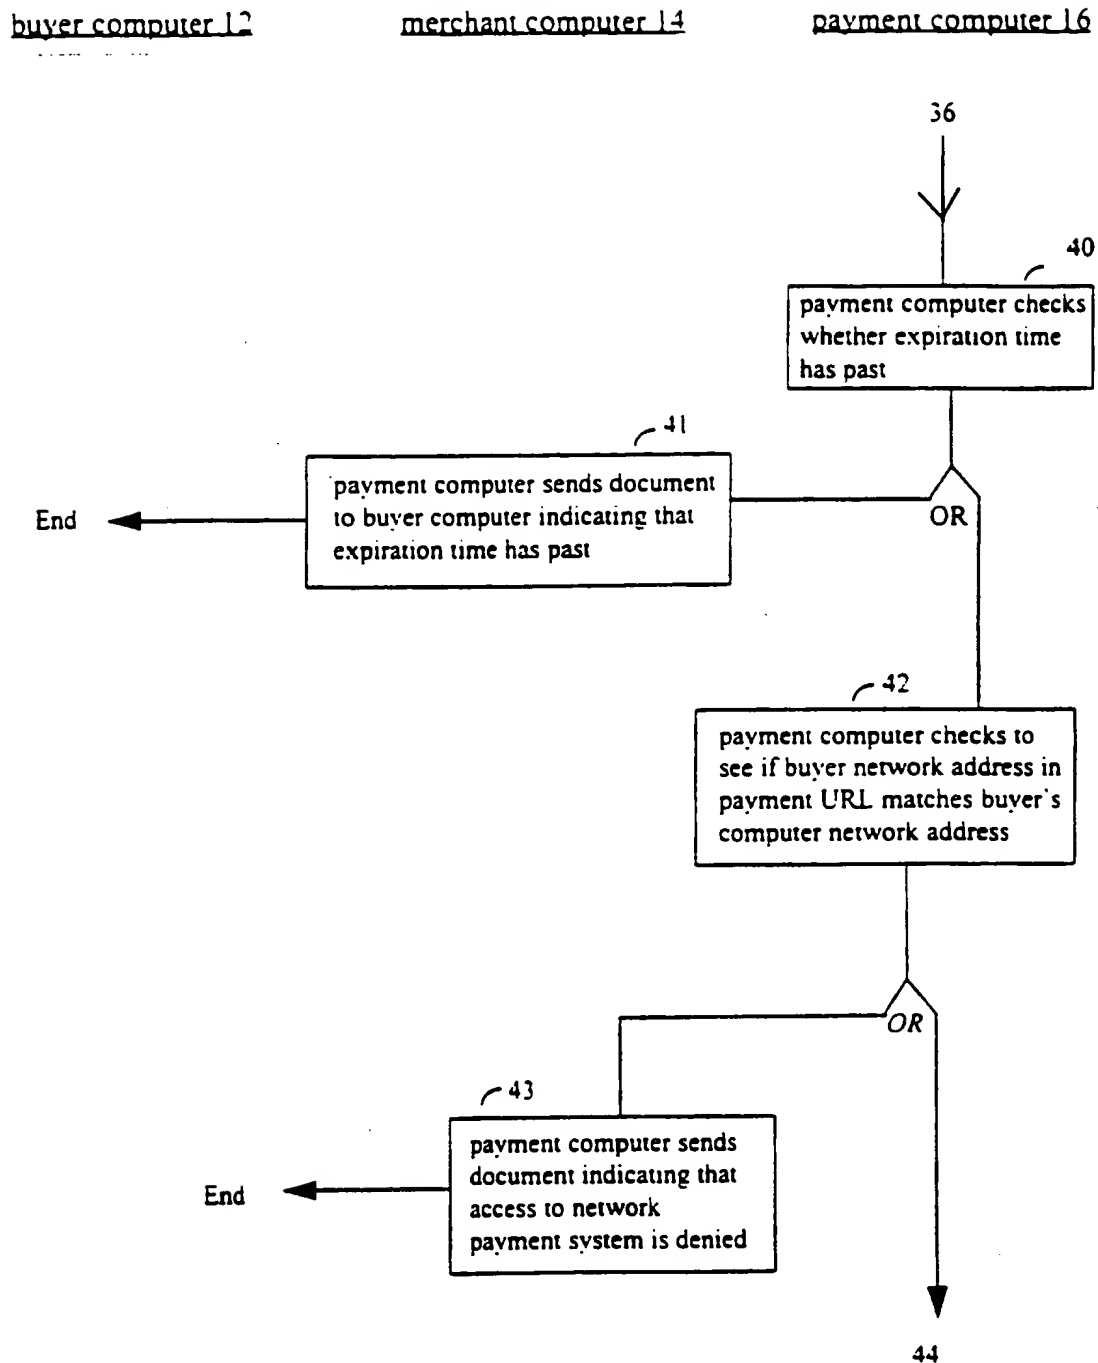 buyer computer 12
merchant computer 14
payment computer 16
36
40
payment computer checks
whether expiration time
has past
41
payment computer sends document
to buyer computer indicating that
expiration time has past
End
OR
42
payment computer checks to
see if buyer network address in
payment URL matches buyer's
computer network address
OR
43
payment computer sends
document indicating that
access to network
payment system is denied
End
44